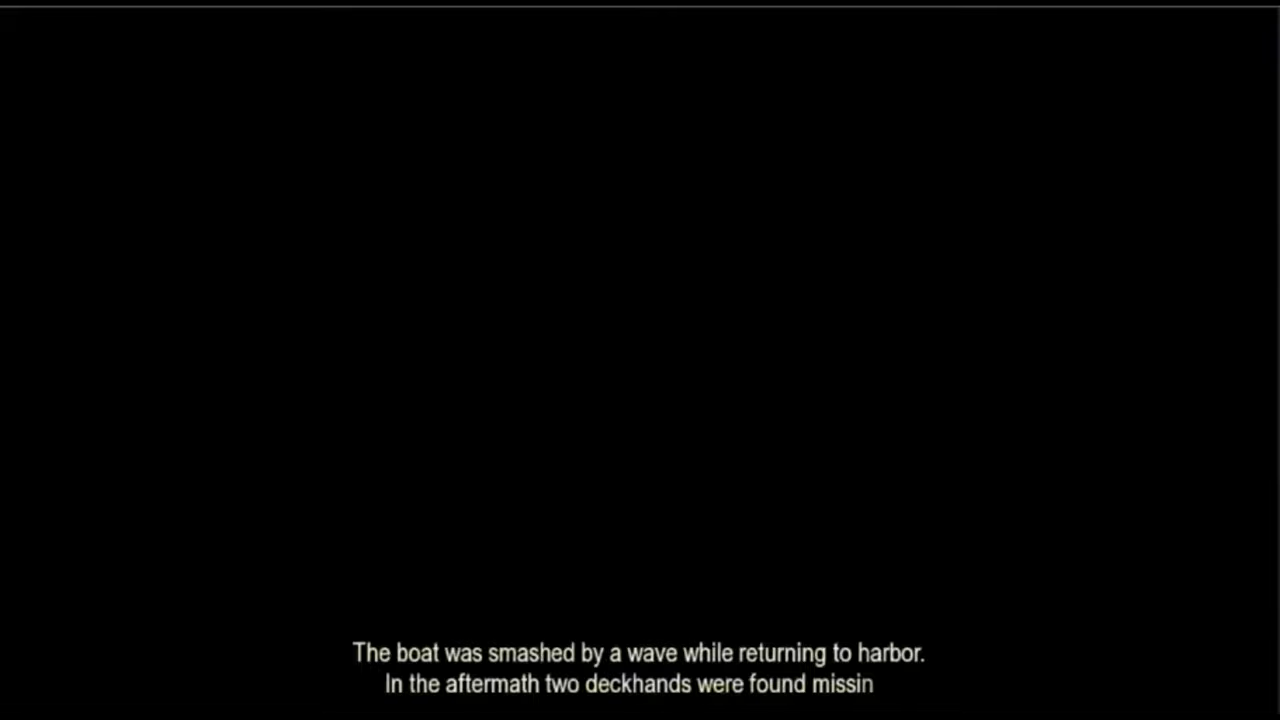 The boat was smashed by a wave while returning to harbor.
In the aftermath two deckhands were found missin